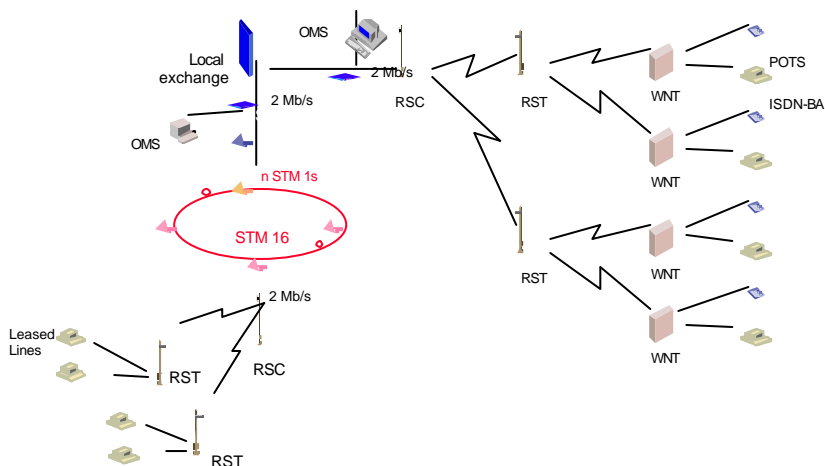 OMS
Local
exchange
2 Mb/s
RSC
RST
WNT
POTS
2 Mb/s
ISDN-BA
OMS
WNT
n STM 1s
STM 16
RST
WNT
2 Mb/s
Leased
Lines
RST
RSC
WNT
RST